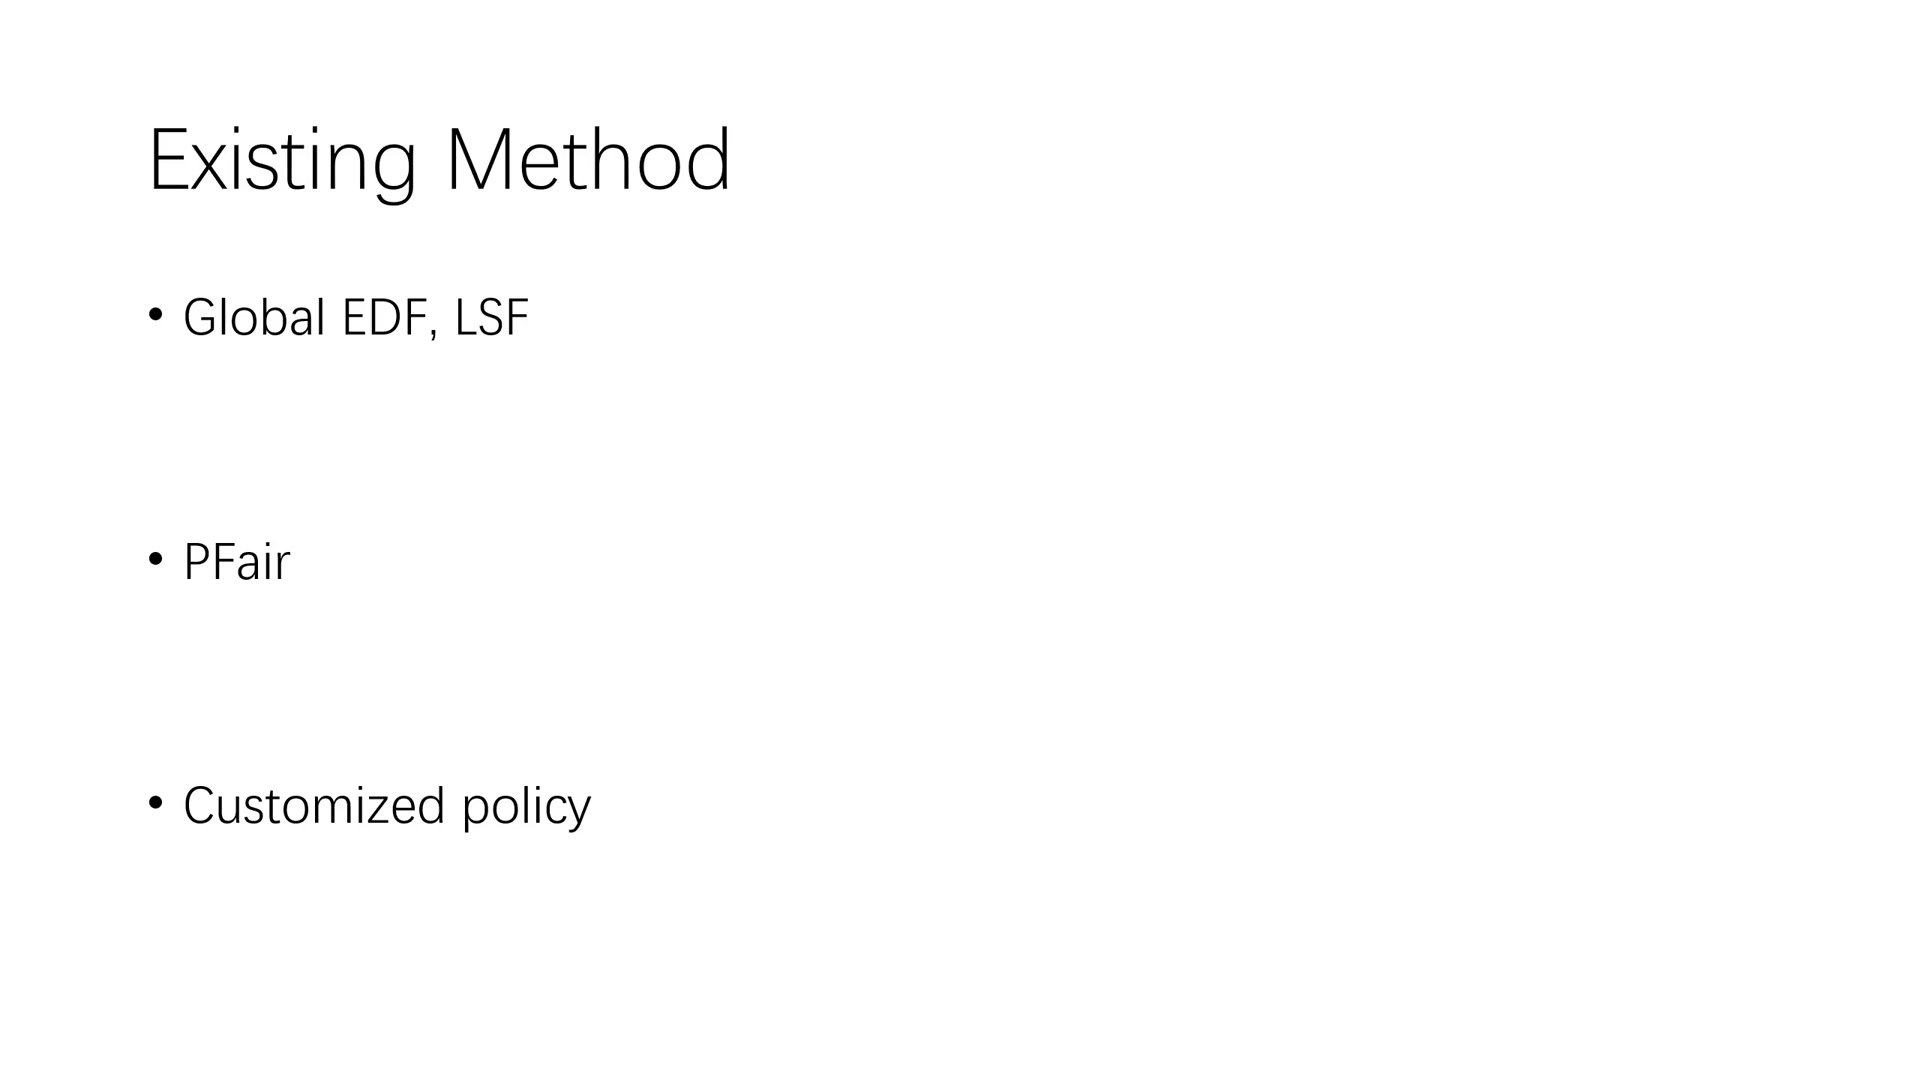 Existing Method
• Global EDF, LSF
• PFair
• Customized policy